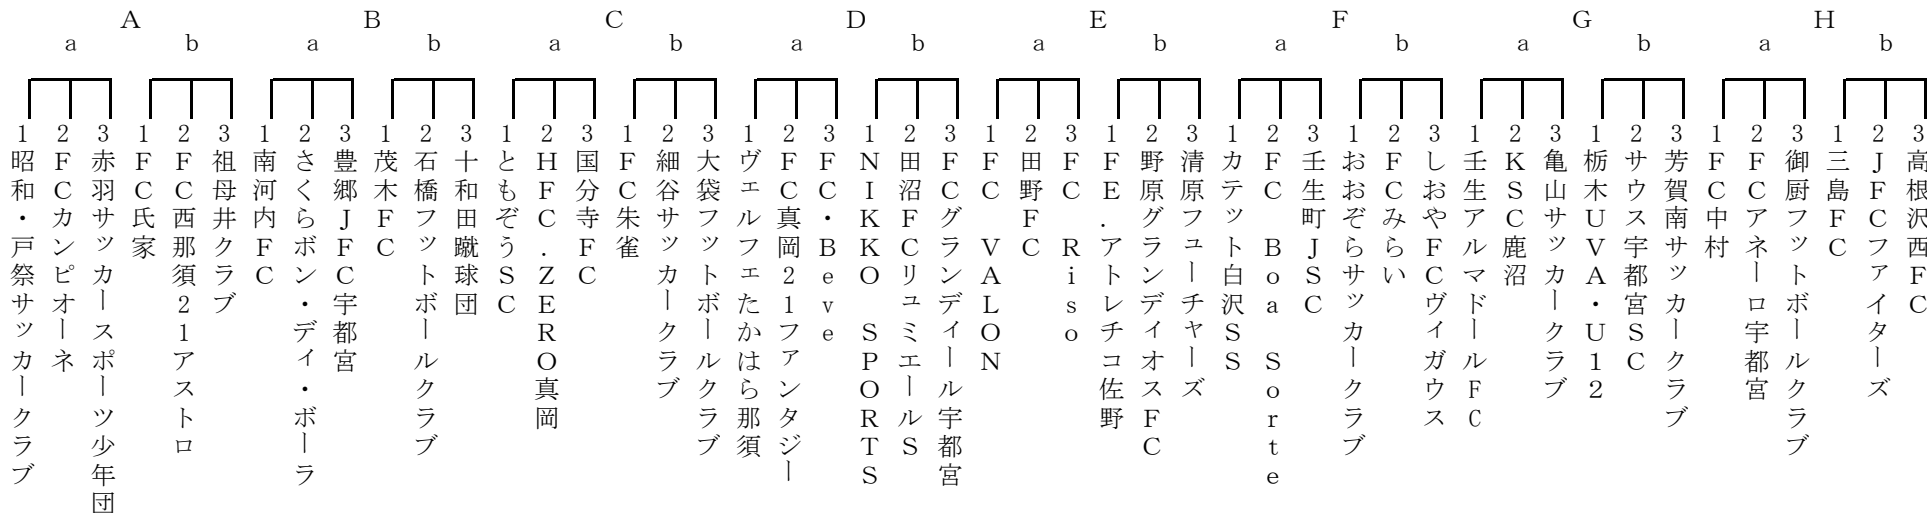 A B C D E F G H
a b a b a b a b a b a b a b a b
1 昭和・戸祭サッカークラブ
2 FCカンピオーネ
3 赤羽サッカースポーツ少年団
1 FC氏家
2 FC西那須21アストロ
3 祖母井クラブ
1 南河内FC
2 さくらボン・ディ・ボーラ
3 豊郷JFC宇都宮
1 茂木FC
2 石橋フットボールクラブ
3 十和田蹴球団
1 ともぞうSC
2 HFC.ZERO真岡
3 国分寺FC
1 FC朱雀
2 細谷サッカークラブ
3 大袋フットボールクラブ
1 ヴェルフェたかはら那須
2 FC真岡21ファンタジー
3 FC・Beve
1 NIKKO SPORTS
2 田沼FCリュミエールS
3 FCグランディール宇都宮
1 FC VALON
2 田野FC
3 FC Riso
1 FE.アトレチコ佐野
2 野原グランディオスFC
3 清原フューチャーズ
1 カテット白沢SS
2 FC Boa Sorte
3 壬生町JSC
1 おおぞらサッカークラブ
2 FCみらい
3 しおやFCヴィガウス
1 壬生アルマドールFC
2 KSC鹿沼
3 亀山サッカークラブ
1 栃木UVA・U12
2 サウス宇都宮SC
3 芳賀南サッカークラブ
1 FC中村
2 FCアネーロ宇都宮
3 御厨フットボールクラブ
1 三島FC
2 JFCファイターズ
3 高根沢西FC